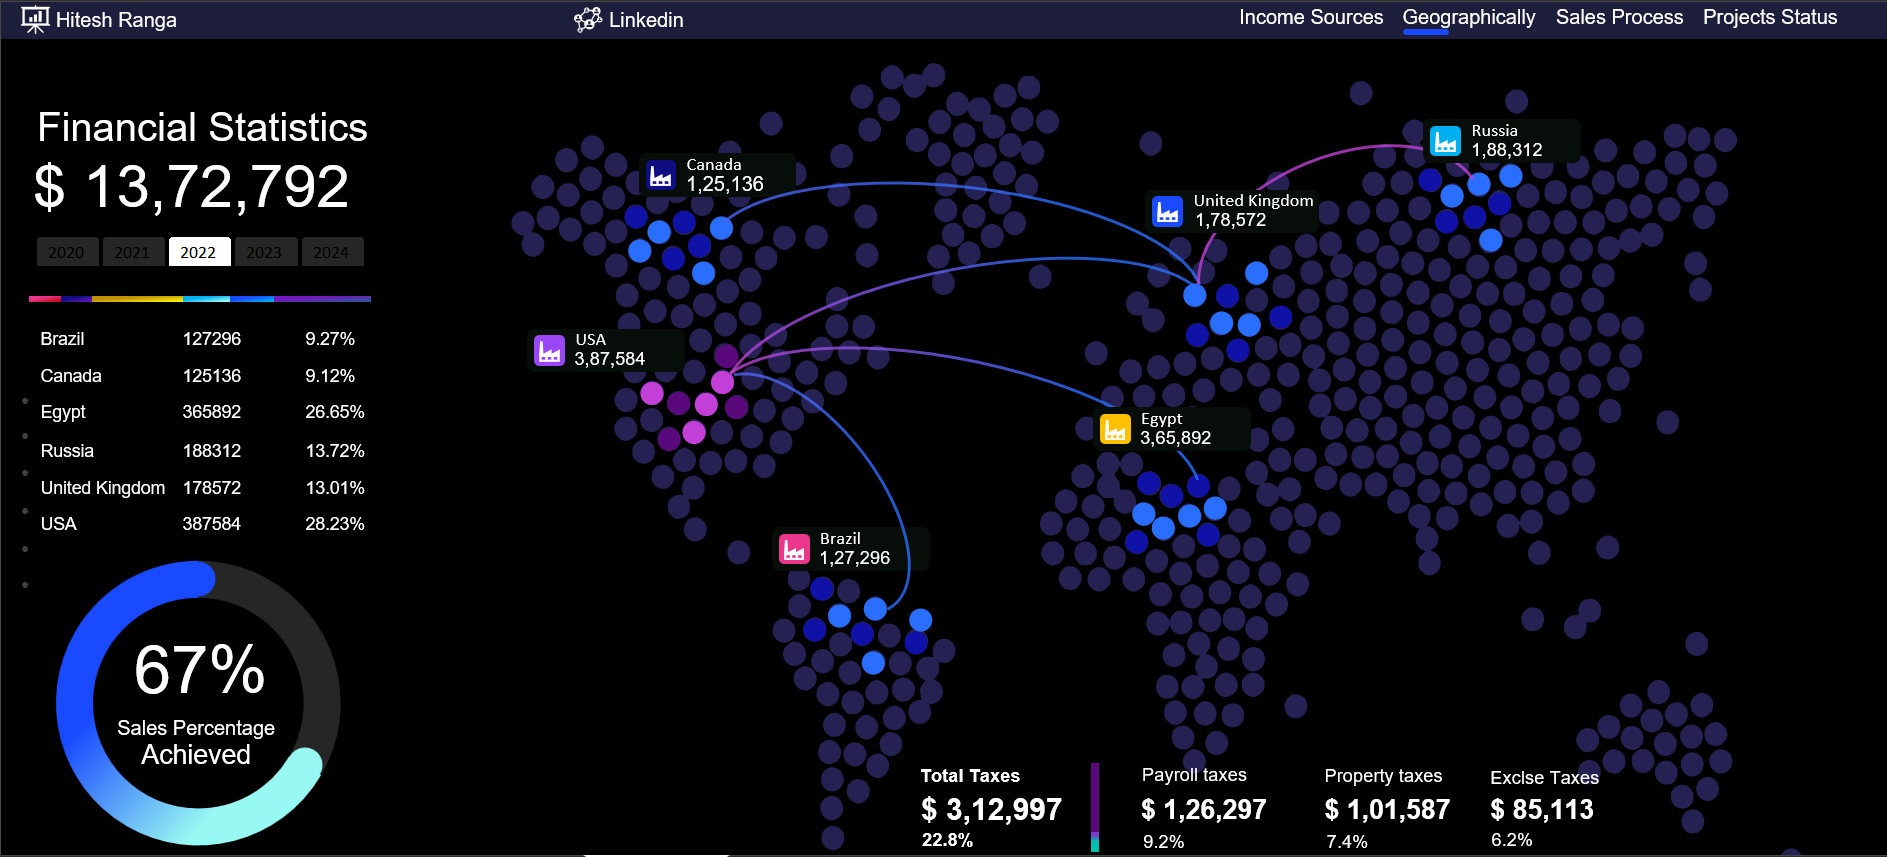 Hitesh Ranga
Linkedin
Income Sources Geographically Sales Process Projects Status
Financial Statistics
$ 13,72,792
2020 2021 2022 2023 2024
Brazil 127296 9.27%
Canada 125136 9.12%
Egypt 365892 26.65%
Russia 188312 13.72%
United Kingdom 178572 13.01%
USA 387584 28.23%
67%
Sales Percentage
Achieved
Canada
1,25,136
Russia
1,88,312
United Kingdom
1,78,572
USA
3,87,584
Egypt
3,65,892
Brazil
1,27,296
Total Taxes
$ 3,12,997
22.8%
Payroll taxes
$ 1,26,297
9.2%
Property taxes
$ 1,01,587
7.4%
Exclse Taxes
$ 85,113
6.2%